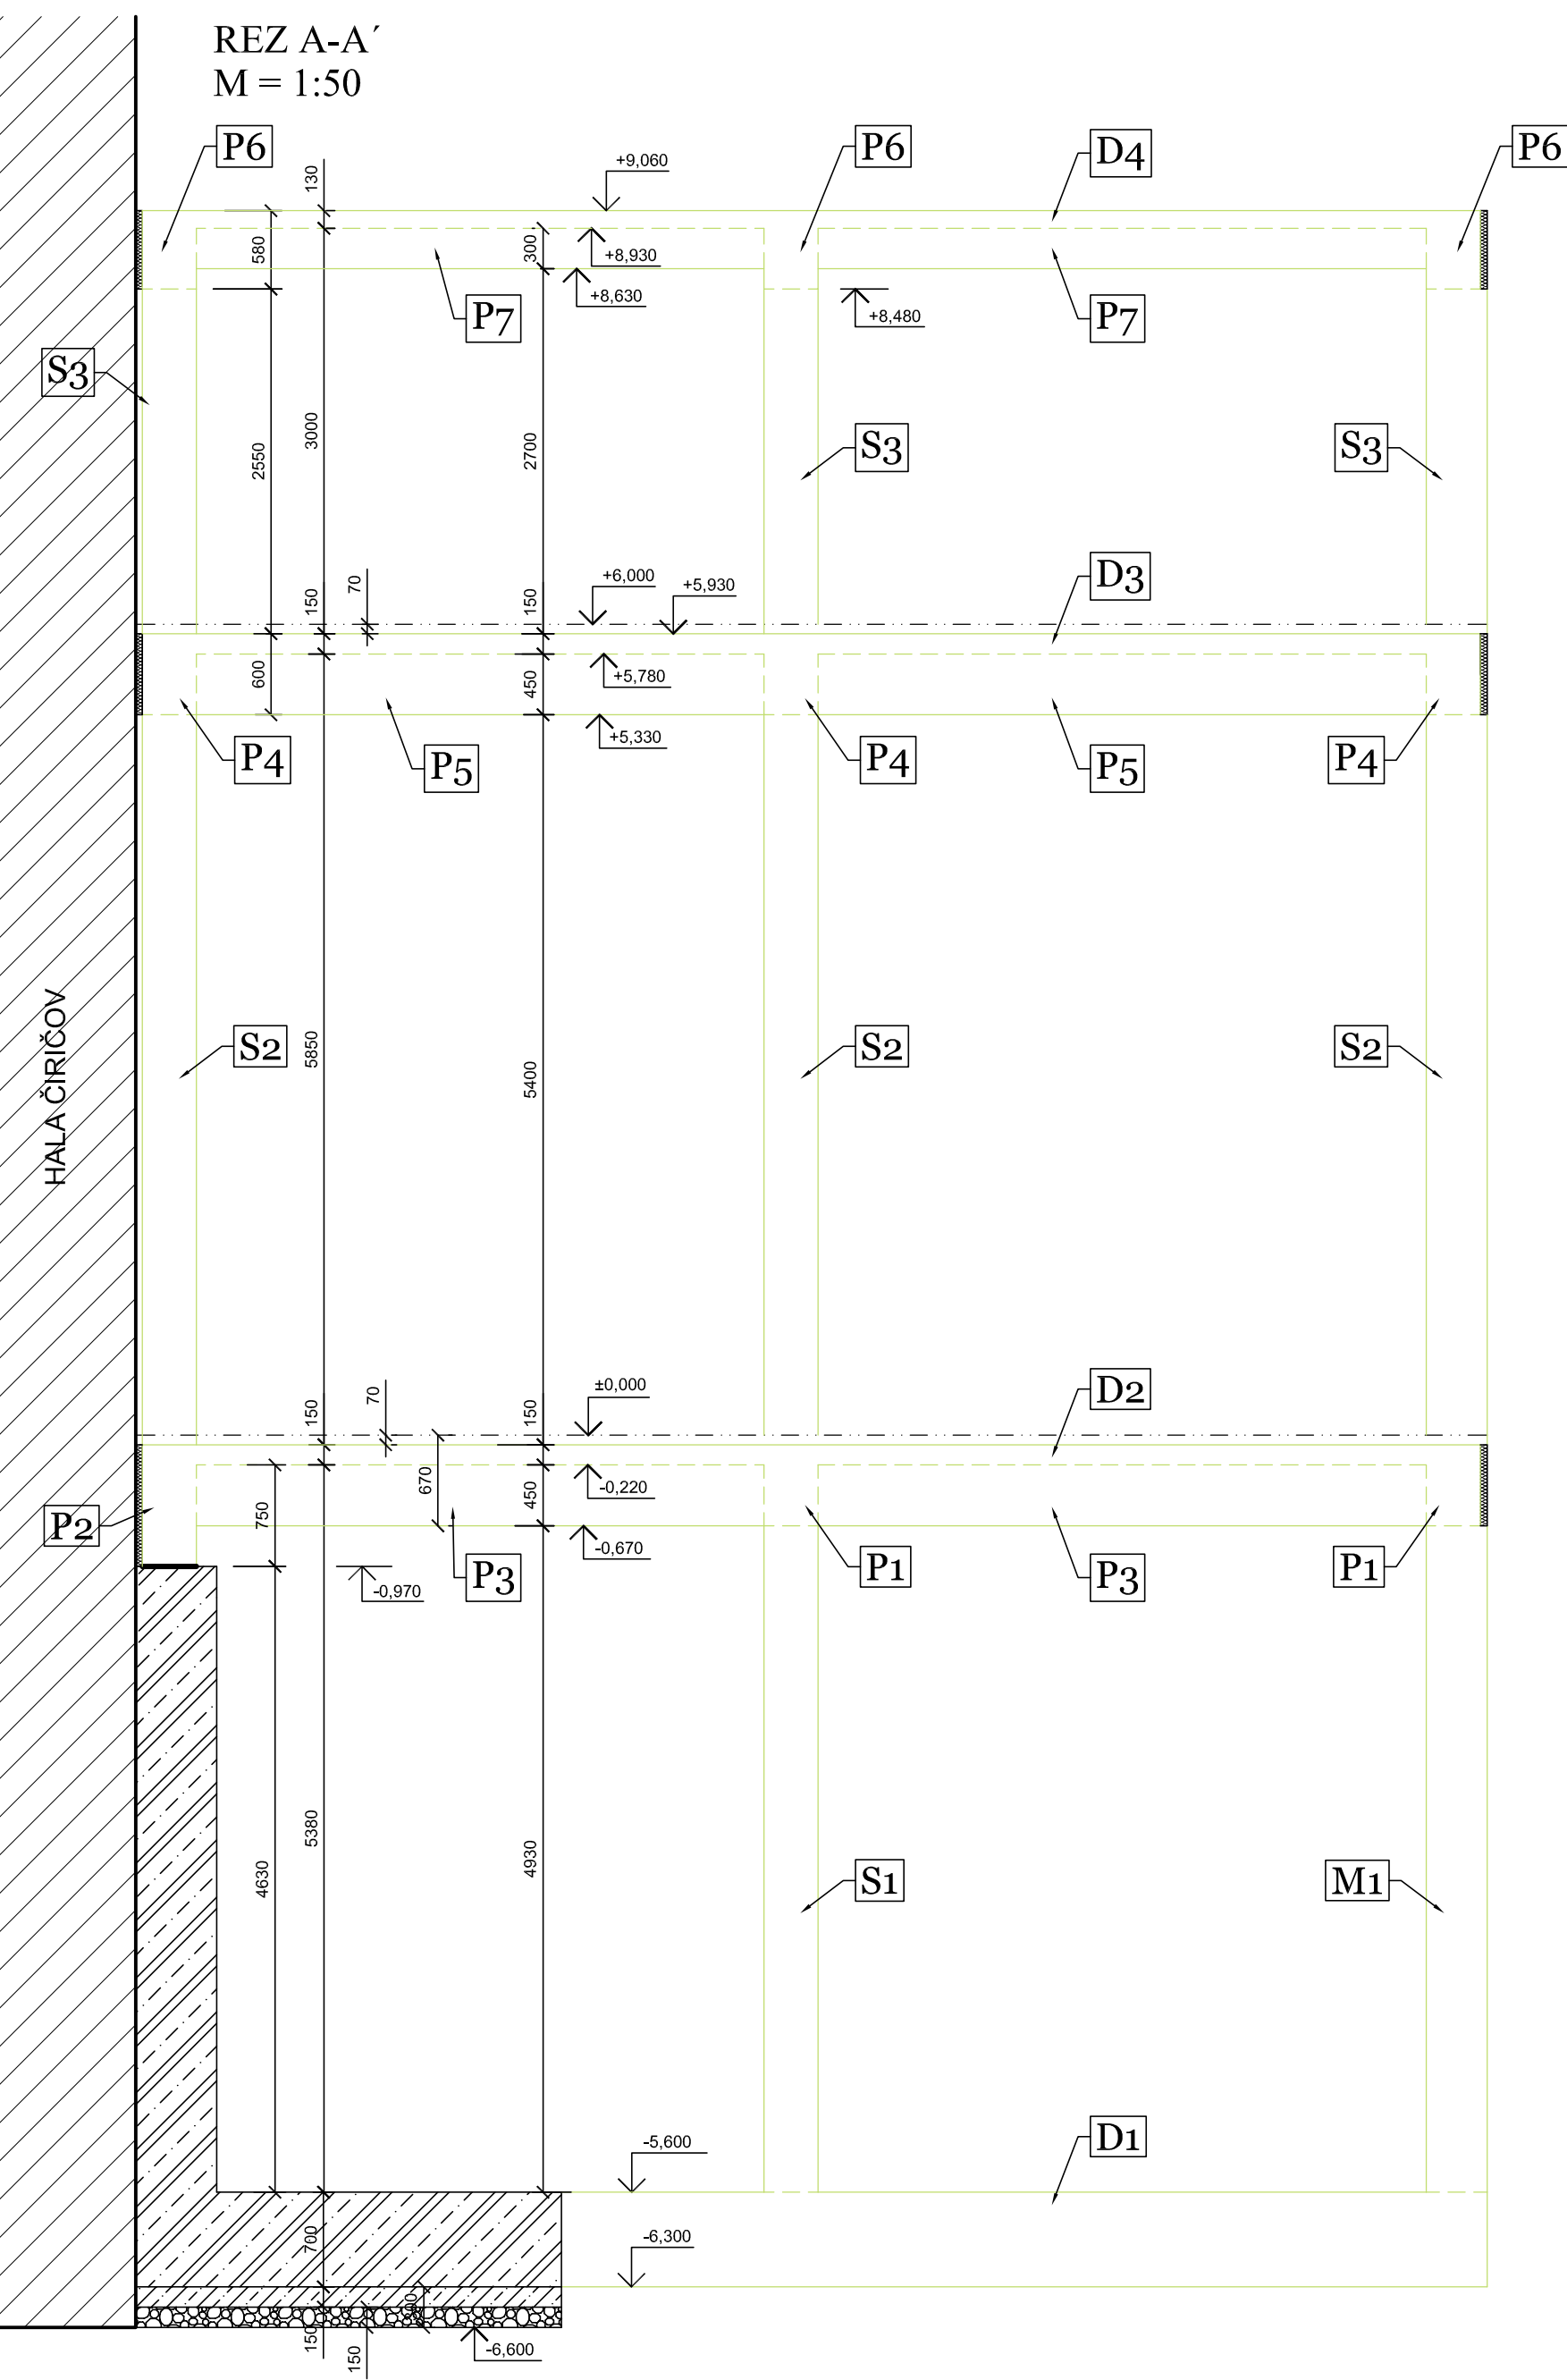 REZ A-A´
M = 1:50
P6
P6
D4
P6
130
+9,060
580
300
+8,930
+8,630
+8,480
P7
P7
S3
2550
3000
2700
S3
S3
150
70
150
+6,000
+5,930
D3
600
450
+5,780
+5,330
P4
P5
P4
P5
P4
HALA ČIRIČOV
S2
5850
5400
S2
S2
150
70
150
±0,000
D2
P2
750
670
450
-0,220
-0,670
-0,970
P3
P1
P3
P1
4630
5380
4930
S1
M1
-5,600
D1
700
-6,300
150
150
-6,600